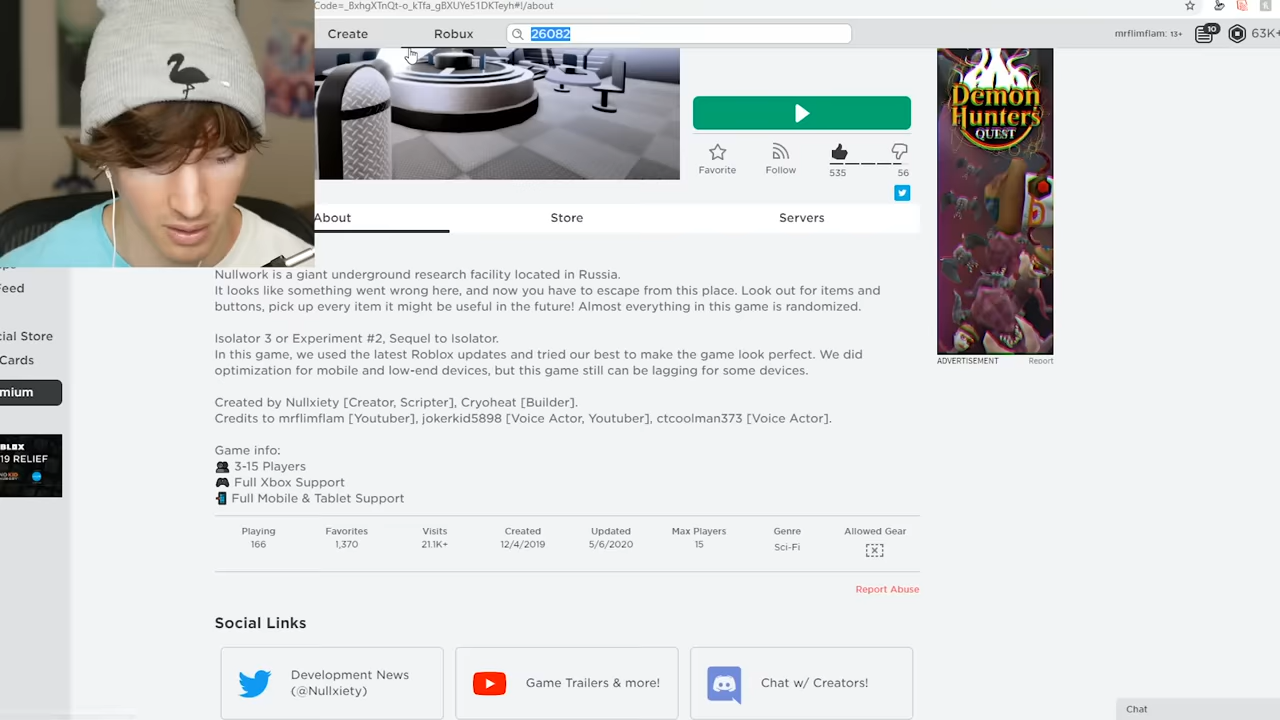 Code=_BxhgXTnQt-o_kTfa_gBXUYe51DKTeyh#!/about
Create
Robux
26082
mrflimflam: 13+
10
63K+
Favorite
Follow
535
56
About
Store
Servers
Demon
Hunters
QUEST
ADVERTISEMENT
Report
Feed
cial Store
Cards
mium
BLOX
19 RELIEF
Nullwork is a giant underground research facility located in Russia.
It looks like something went wrong here, and now you have to escape from this place. Look out for items and
buttons, pick up every item it might be useful in the future! Almost everything in this game is randomized.
Isolator 3 or Experiment #2, Sequel to Isolator.
In this game, we used the latest Roblox updates and tried our best to make the game look perfect. We did
optimization for mobile and low-end devices, but this game still can be lagging for some devices.
Created by Nullxiety [Creator, Scripter], Cryoheat [Builder].
Credits to mrflimflam [Youtuber], jokerkid5898 [Voice Actor, Youtuber], ctcoolman373 [Voice Actor].
Game info:
3-15 Players
Full Xbox Support
Full Mobile & Tablet Support
Playing
Favorites
Visits
Created
Updated
Max Players
Genre
Allowed Gear
166
1,370
21.1K+
12/4/2019
5/6/2020
15
Sci-Fi
Report Abuse
Social Links
Development News
(@Nullxiety)
Game Trailers & more!
Chat w/ Creators!
Chat